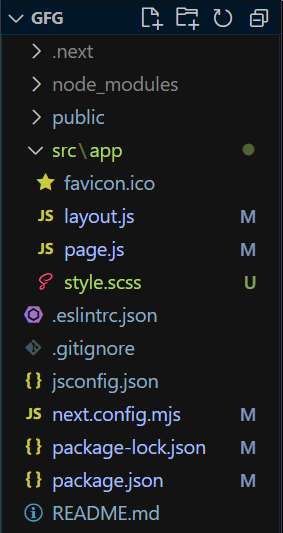 GFG
.next
node_modules
public
src\app
favicon.ico
JS layout.js M
JS page.js M
style.scss U
.eslintrc.json
.gitignore
{} jsconfig.json
JS next.config.mjs M
{} package-lock.json M
{} package.json M
README.md